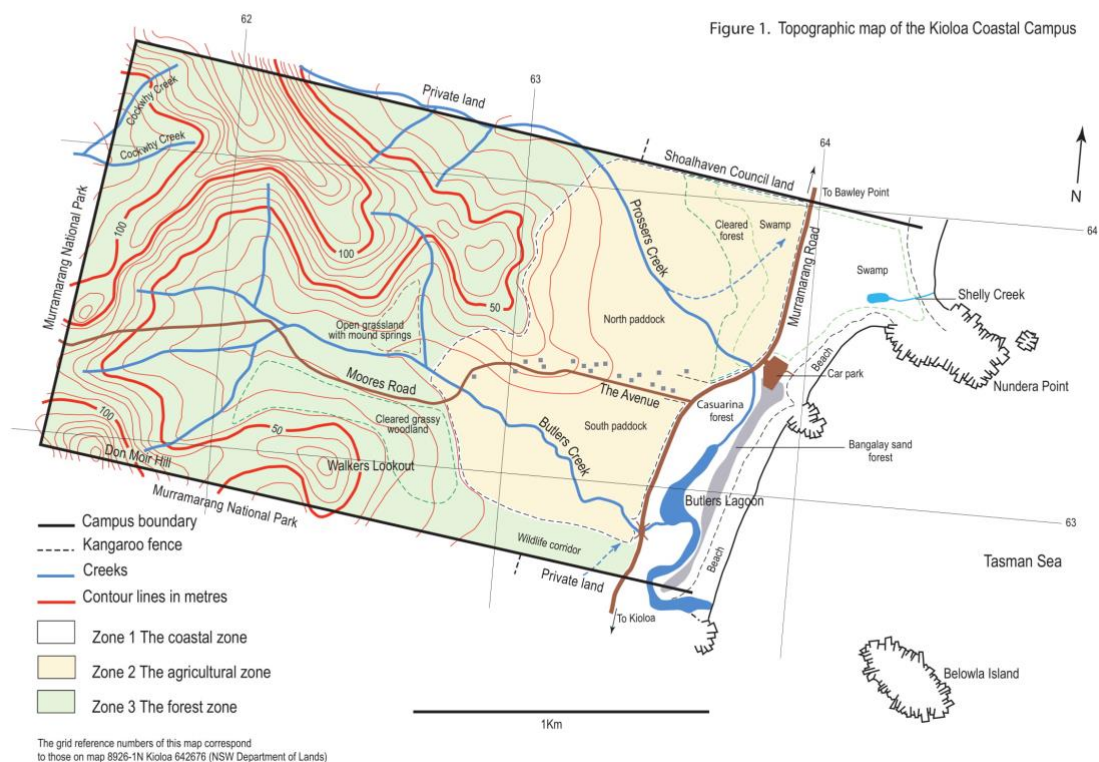 Figure 1. Topographic map of the Kioloa Coastal Campus
62
63
64
N
Private land
Shoalhaven Council land
To Bawley Point
Cockwhy Creek
Cockwhy Creek
Murramarang National Park
100
100
50
Prossers Creek
Cleared
forest
Swamp
Murramarang Road
64
Swamp
Shelly Creek
Open grassland
with mound springs
North paddock
Beach
Nundera Point
Car park
Moores Road
The Avenue
Casuarina
forest
Cleared grassy
woodland
South paddock
Butlers Creek
Bangalay sand
forest
100
50
Don Moir Hill
Walkers Lookout
Butlers Lagoon
63
Murramarang National Park
Wildlife corridor
Private land
Beach
Tasman Sea
To Kioloa
Belowla Island
Campus boundary
Kangaroo fence
Creeks
Contour lines in metres
Zone 1 The coastal zone
Zone 2 The agricultural zone
Zone 3 The forest zone
1Km
The grid reference numbers of this map correspond
to those on map 8926-1N Kioloa 642676 (NSW Department of Lands)